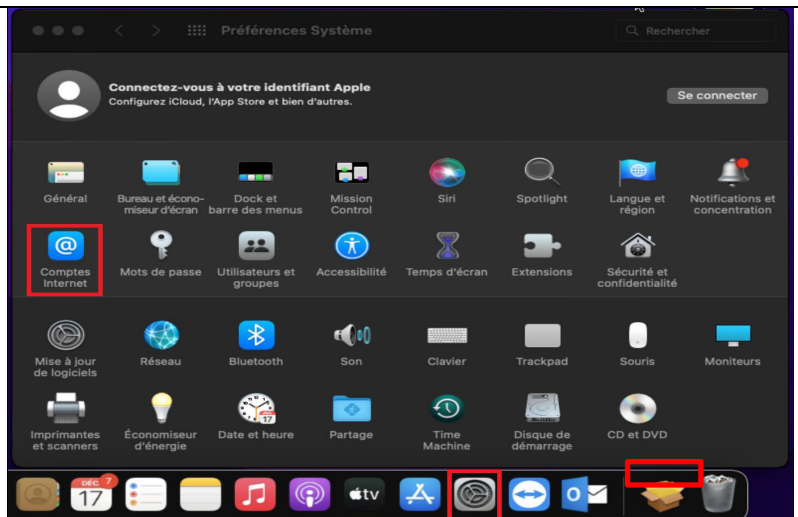 Préférences Système
Rechercher
Connectez-vous à votre identifiant Apple
Configurez iCloud, l'App Store et bien d'autres.
Se connecter
Général
Bureau et écono-
miseur d'écran
Dock et
barre des menus
Mission
Control
Siri
Spotlight
Langue et
région
Notifications et
concentration
@
Comptes
Internet
Mots de passe
Utilisateurs et
groupes
Accessibilité
Temps d'écran
Extensions
Sécurité et
confidentialité
Mise à jour
de logiciels
Réseau
Bluetooth
Son
Clavier
Trackpad
Souris
Moniteurs
17
Imprimantes
et scanners
Économiseur
d'énergie
Date et heure
Partage
Time
Machine
Disque de
démarrage
CD et DVD
DÉC 7
17
tv